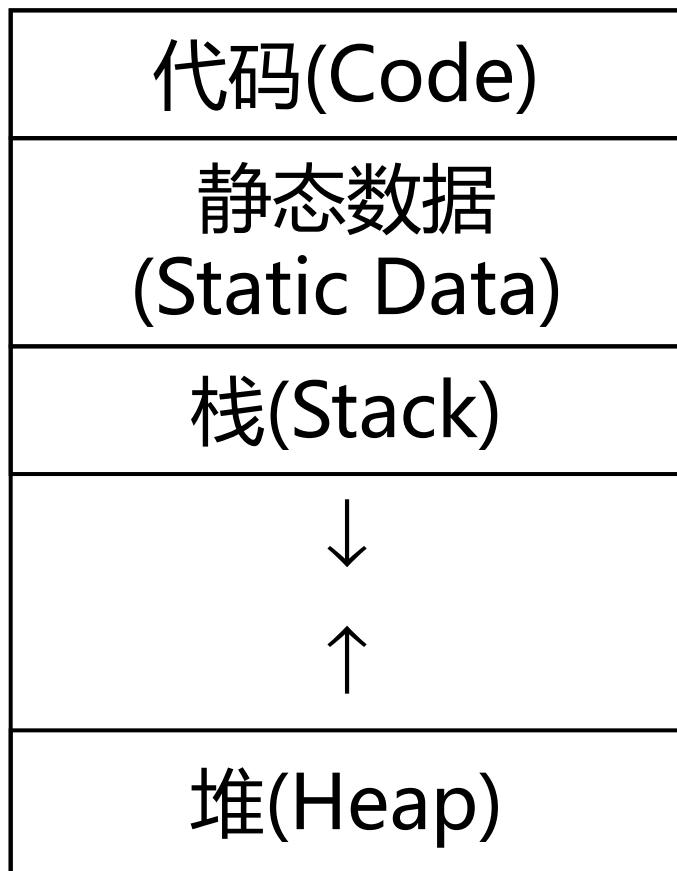 代码(Code)
静态数据
(Static Data)
栈(Stack)
↓
↑
堆(Heap)